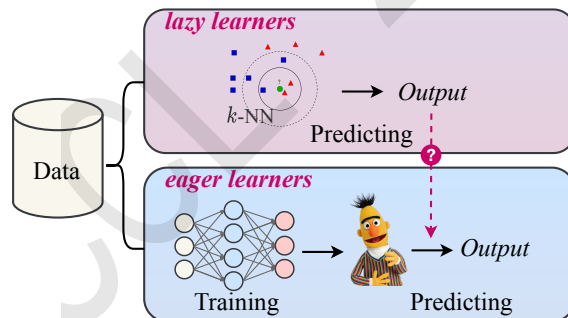 lazy learners
?
k-NN
Output
Predicting
?
Data
eager learners
Output
Training
Predicting